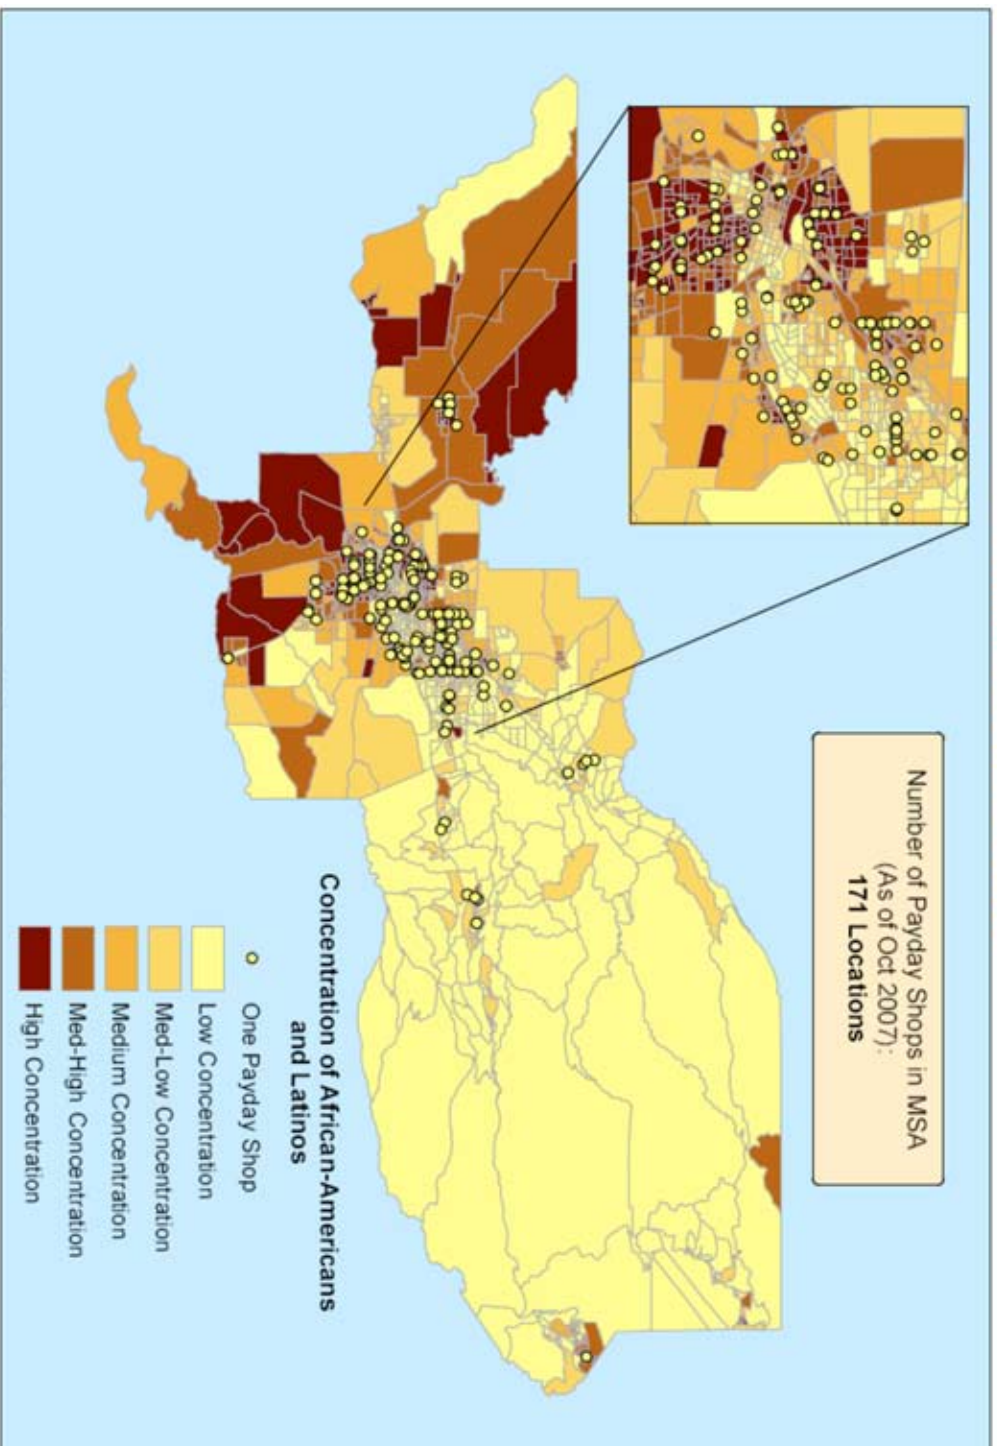 Number of Payday Shops in MSA
(As of Oct 2007):
171 Locations
Concentration of African-Americans
and Latinos
One Payday Shop
Low Concentration
Med-Low Concentration
Medium Concentration
Med-High Concentration
High Concentration